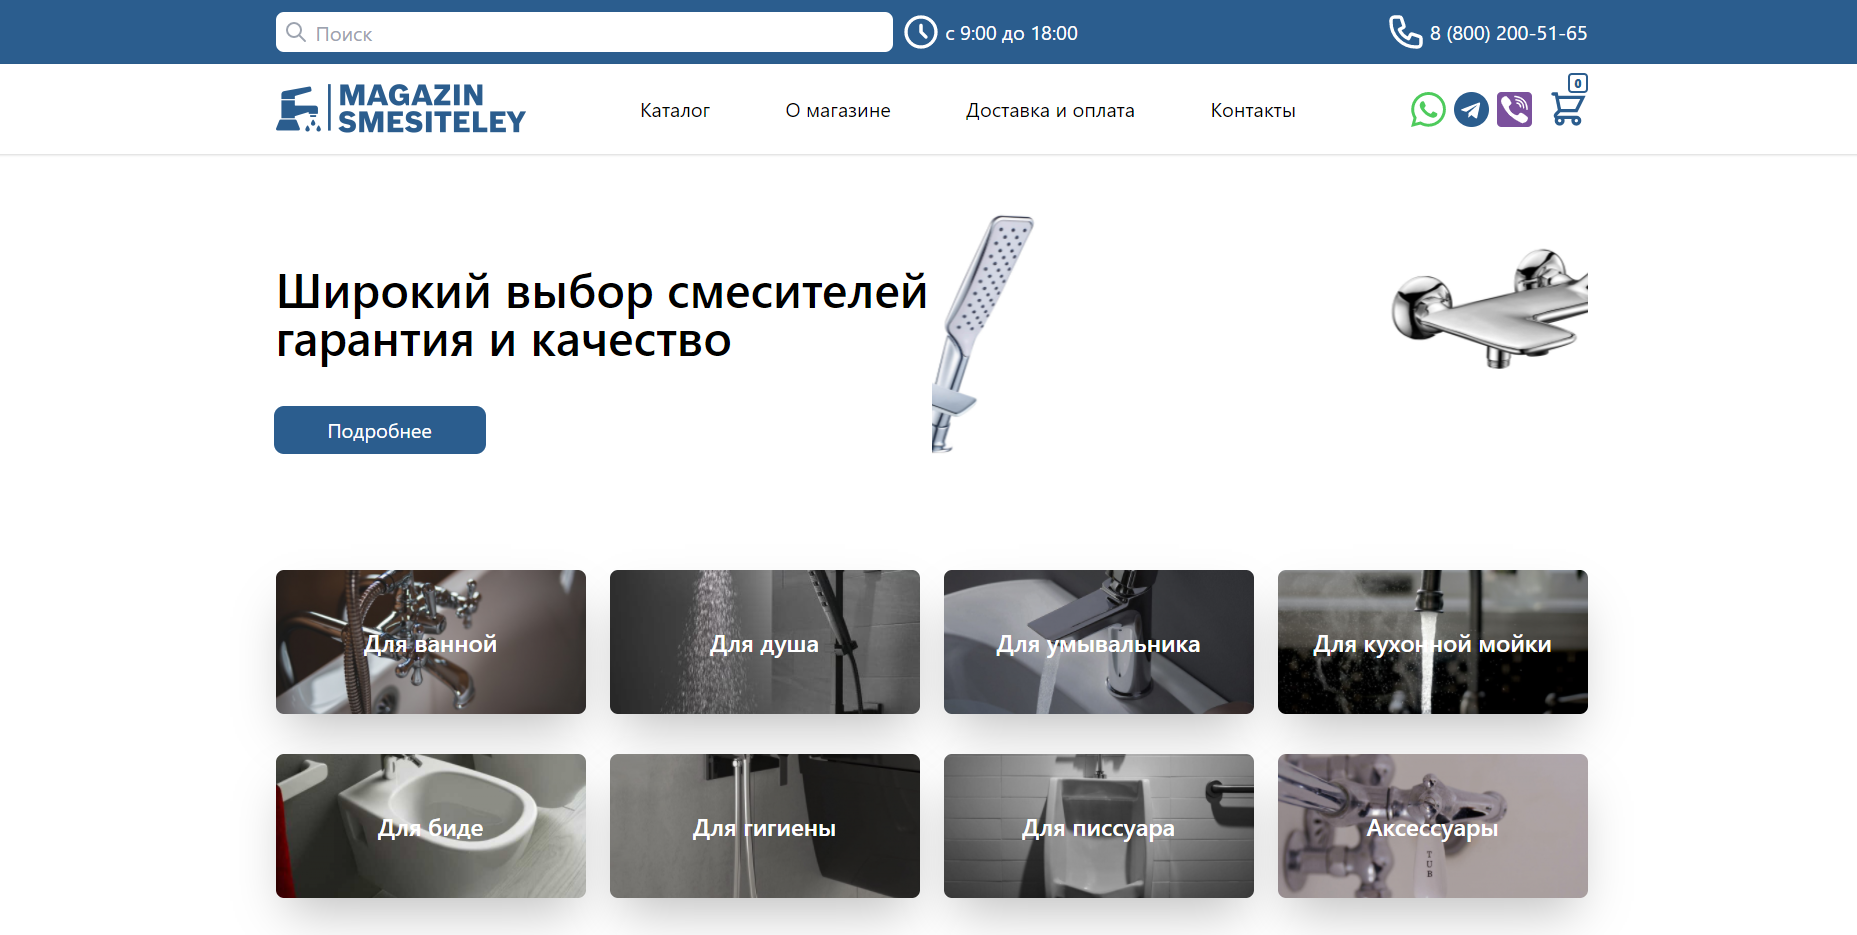 Поиск
с 9:00 до 18:00
8 (800) 200-51-65
MAGAZIN
SMESITELEY
Каталог
О магазине
Доставка и оплата
Контакты
0
Широкий выбор смесителей
гарантия и качество
Подробнее
Для ванной
Для душа
Для умывальника
Для кухонной мойки
Для биде
Для гигиены
Для писсуара
Аксессуары
TUB